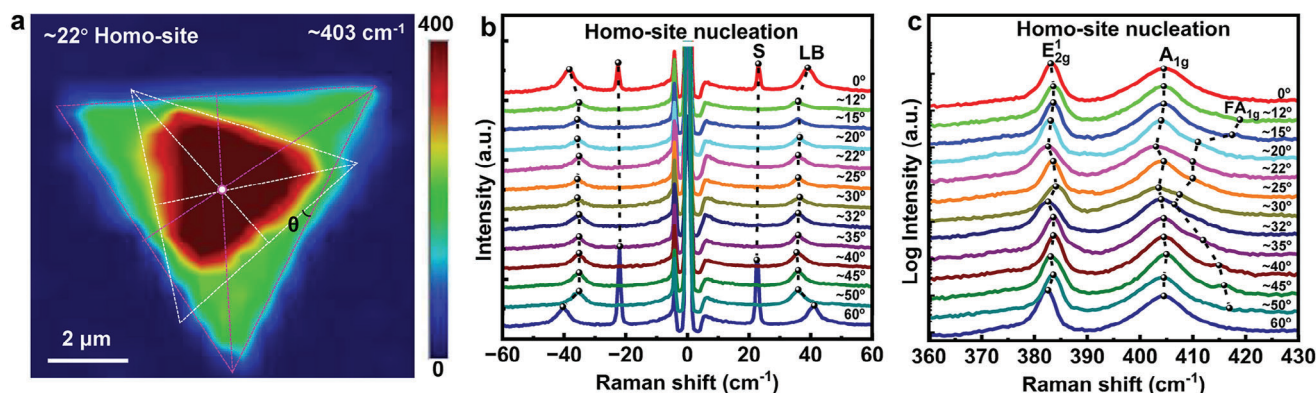 a
~22° Homo-site
~403 cm⁻¹
400
0
θ
2 μm
b
Homo-site nucleation
S
LB
0°
~12°
~15°
~20°
~22°
~25°
~30°
~32°
~35°
~40°
~45°
~50°
60°
Intensity (a.u.)
−60
−40
−20
0
20
40
60
Raman shift (cm⁻¹)
c
Homo-site nucleation
E¹₂g
A₁g
FA₁g
0°
~12°
~15°
~20°
~22°
~25°
~30°
~32°
~35°
~40°
~45°
~50°
60°
Log Intensity (a.u.)
360
370
380
390
400
410
420
430
Raman shift (cm⁻¹)